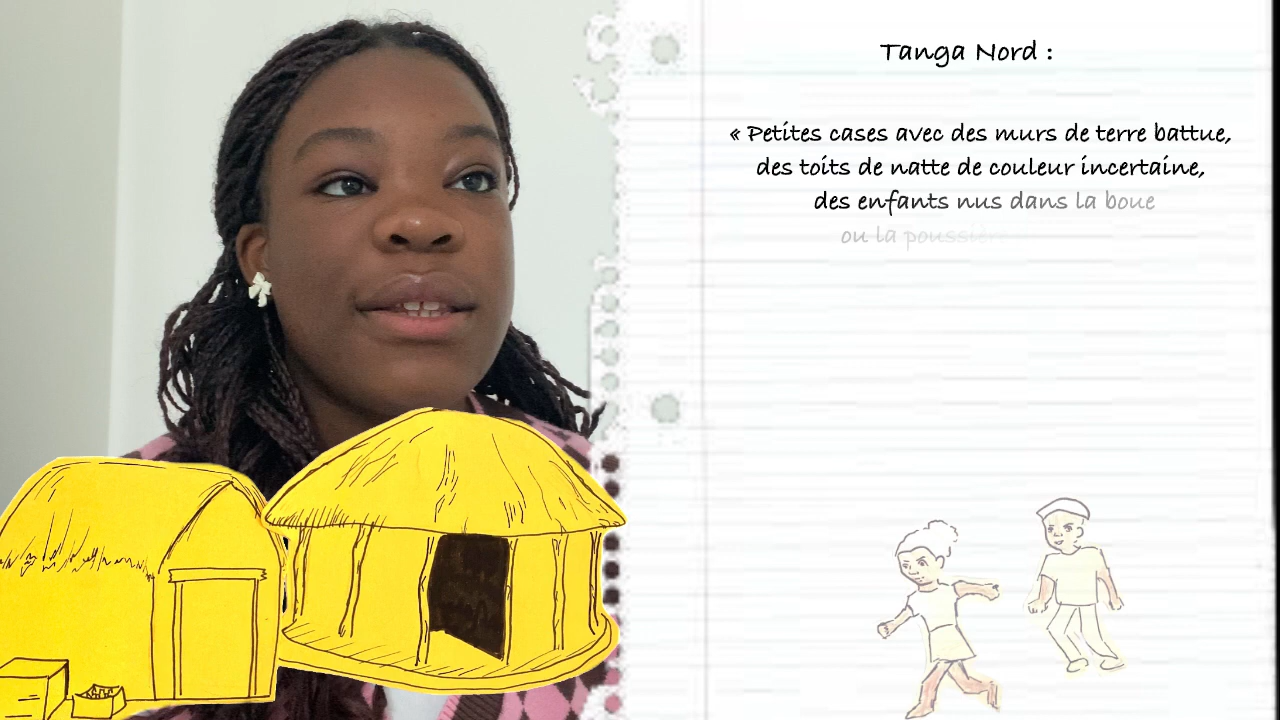 Tanga Nord :
« Petites cases avec des murs de terre battue,
des toits de natte de couleur incertaine,
des enfants nus dans la boue
ou la poussière